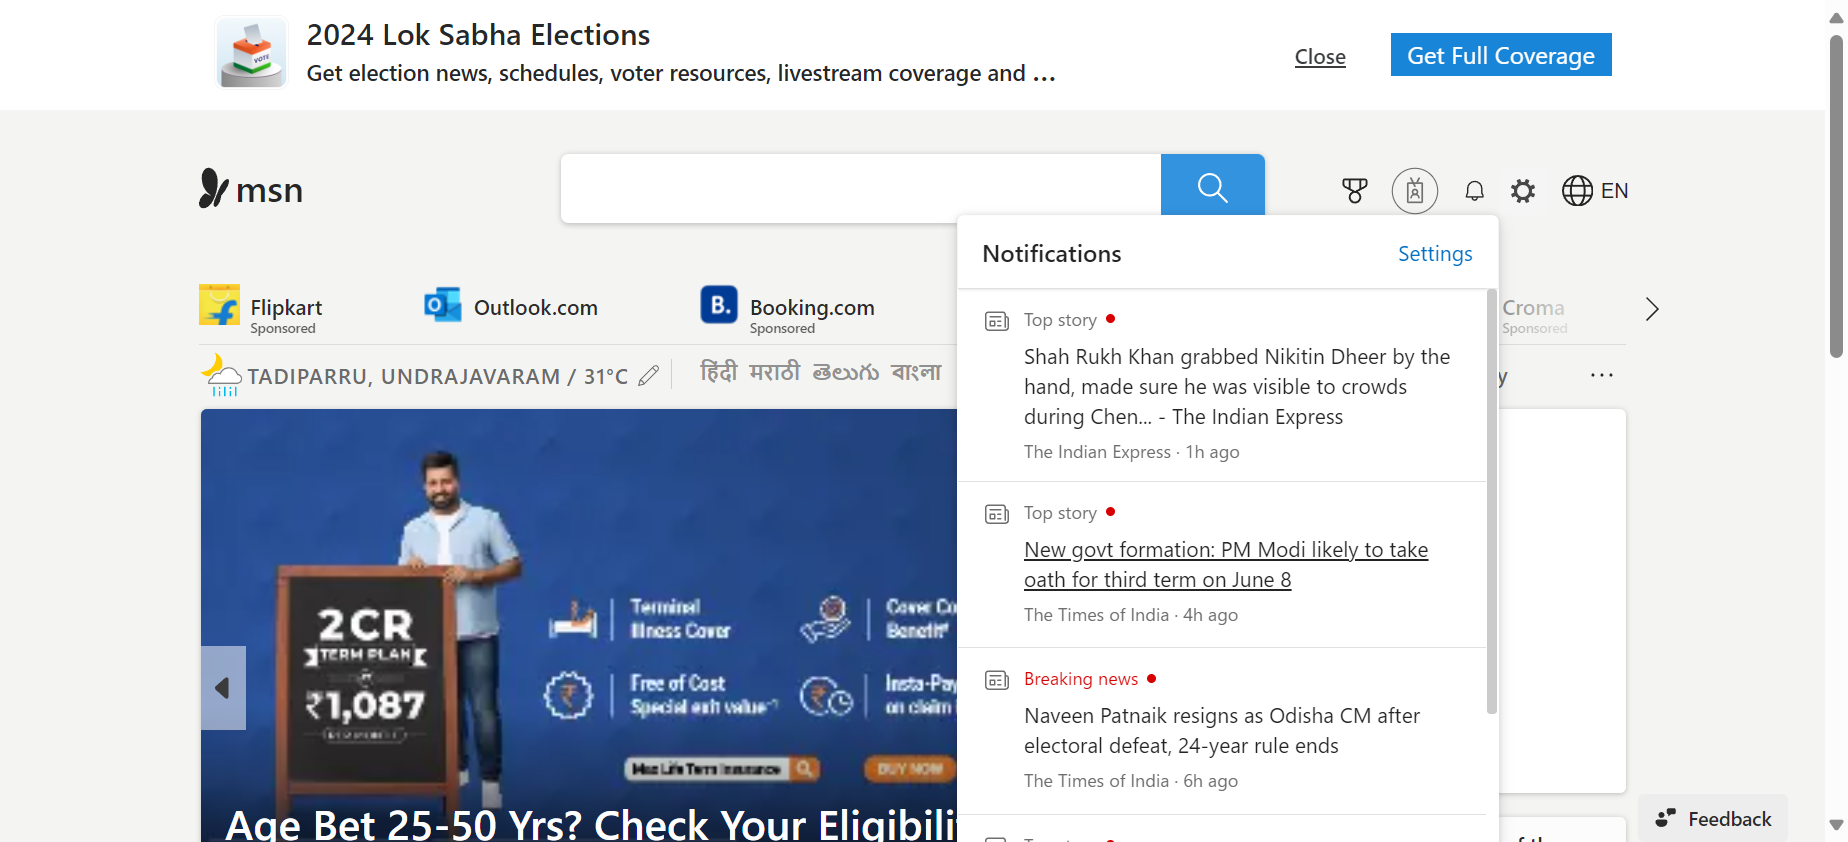 2024 Lok Sabha Elections
Get election news, schedules, voter resources, livestream coverage and ...
Close
Get Full Coverage
VOTE
msn
EN
Notifications
Settings
Flipkart
Sponsored
Outlook.com
Booking.com
Sponsored
Croma
Sponsored
TADIPARRU, UNDRAJAVARAM / 31°C
हिंदी मराठी తెలుగు বাংলা
y
...
Top story
Shah Rukh Khan grabbed Nikitin Dheer by the
hand, made sure he was visible to crowds
during Chen... - The Indian Express
The Indian Express · 1h ago
Top story
New govt formation: PM Modi likely to take
oath for third term on June 8
The Times of India · 4h ago
Breaking news
Naveen Patnaik resigns as Odisha CM after
electoral defeat, 24-year rule ends
The Times of India · 6h ago
2 CR
TERM PLAN
₹1,087
Terminal
Illness Cover
Cover Co
Benefit
Free of Cost
Special exit value
Insta-Pay
on claim
Max Life Term Insurance
BUY NOW
Age Bet 25-50 Yrs? Check Your Eligibili
Feedback